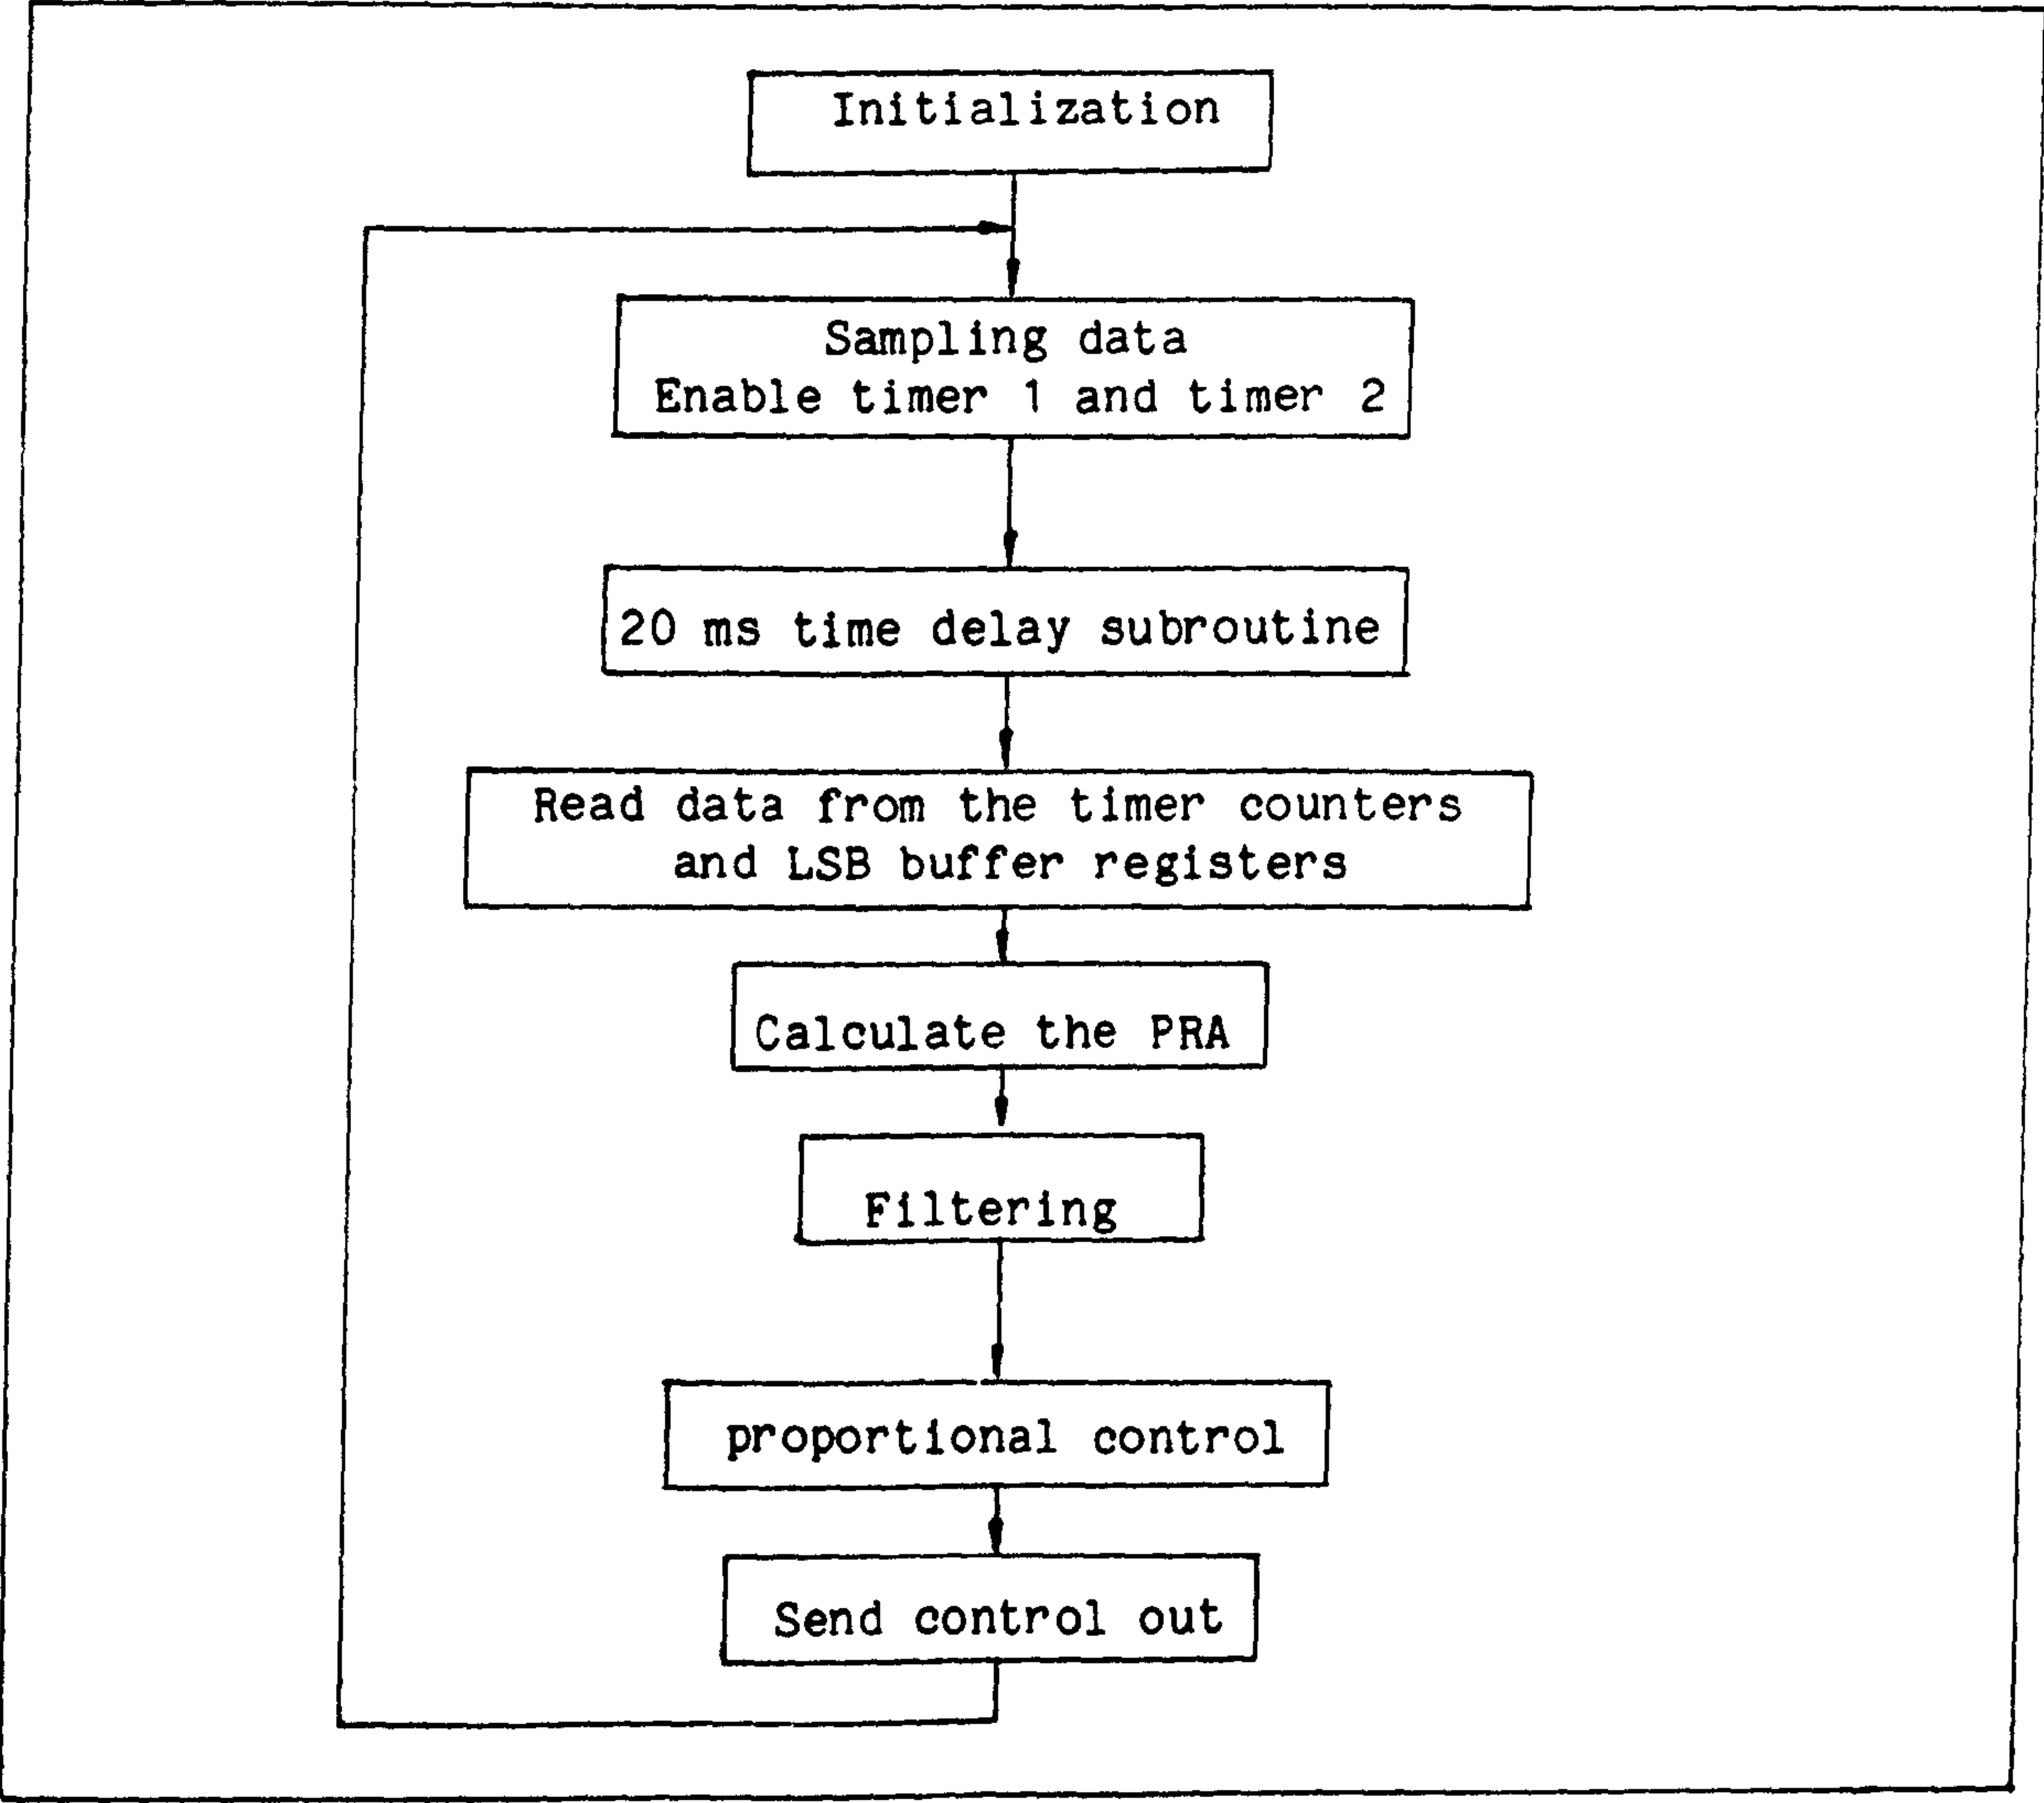 Initialization
Sampling data
Enable timer 1 and timer 2
20 ms time delay subroutine
Read data from the timer counters
and LSB buffer registers
Calculate the PRA
Filtering
proportional control
Send control out